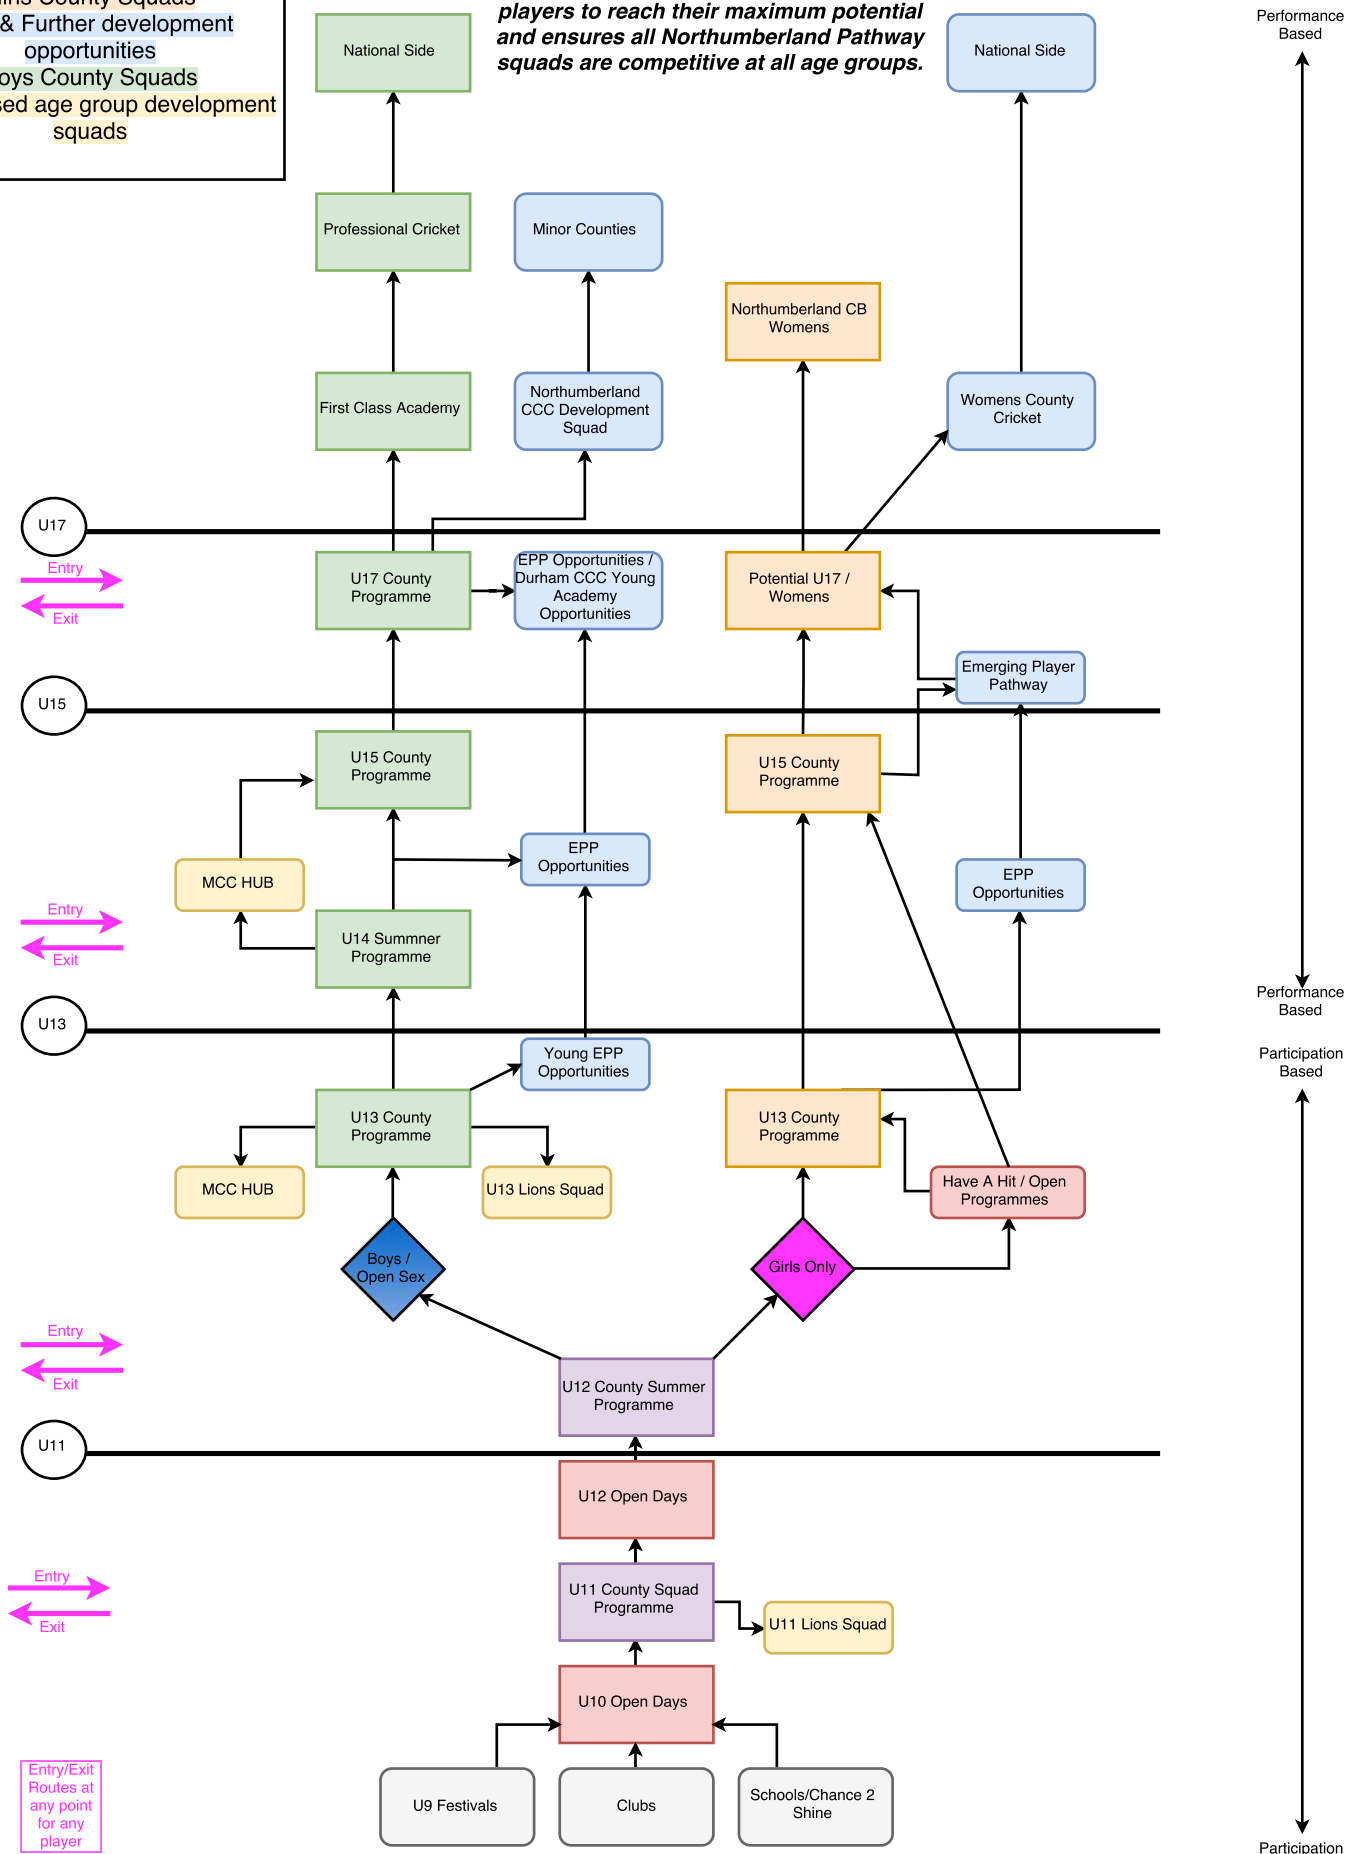 County Squads
& Further development
opportunities
County Squads
age group development
squads
players to reach their maximum potential
and ensures all Northumberland Pathway
squads are competitive at all age groups.
Performance
Based
National Side
National Side
Professional Cricket
Minor Counties
Northumberland CB
Womens
First Class Academy
Northumberland
CCC Development
Squad
Womens County
Cricket
U17
Entry
Exit
U17 County
Programme
EPP Opportunities /
Durham CCC Young
Academy
Opportunities
Potential U17 /
Womens
Emerging Player
Pathway
U15
U15 County
Programme
U15 County
Programme
MCC HUB
EPP
Opportunities
EPP
Opportunities
Entry
Exit
U14 Summner
Programme
Performance
Based
U13
Participation
Based
Young EPP
Opportunities
U13 County
Programme
U13 County
Programme
MCC HUB
U13 Lions Squad
Have A Hit / Open
Programmes
Boys /
Open Sex
Girls Only
Entry
Exit
U12 County Summer
Programme
U11
U12 Open Days
Entry
Exit
U11 County Squad
Programme
U11 Lions Squad
U10 Open Days
Entry/Exit
Routes at
any point
for any
player
U9 Festivals
Clubs
Schools/Chance 2
Shine
Participation